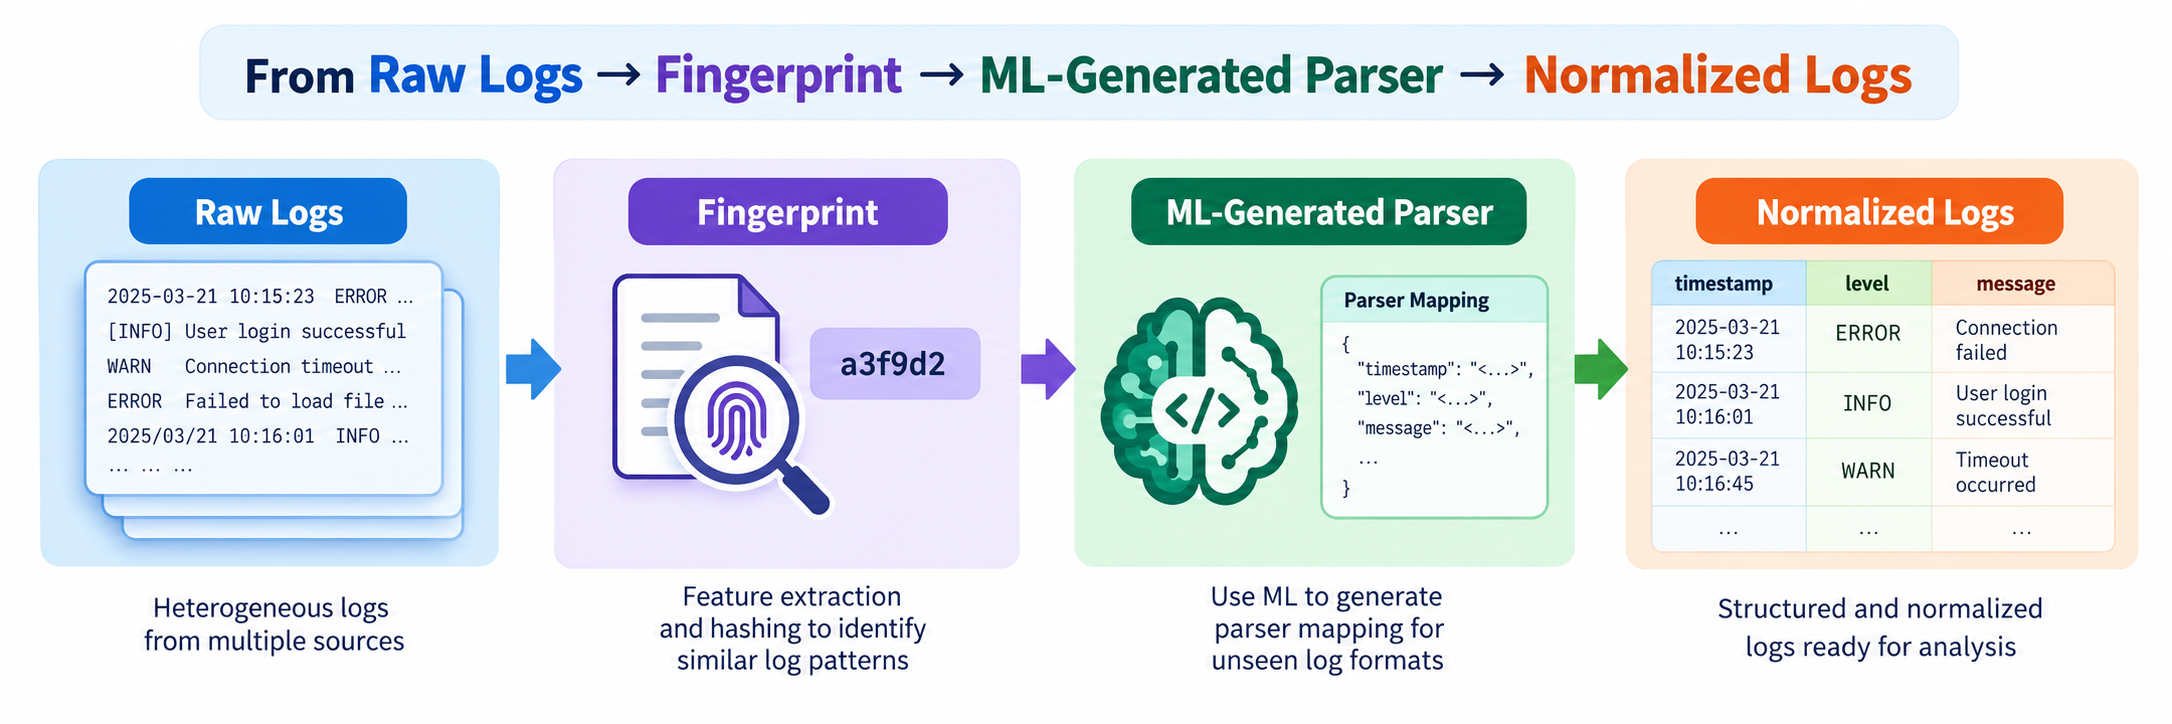 From Raw Logs → Fingerprint → ML-Generated Parser → Normalized Logs
Raw Logs
2025-03-21 10:15:23 ERROR ...
[INFO] User login successful
WARN Connection timeout ...
ERROR Failed to load file ...
2025/03/21 10:16:01 INFO ...
... ... ...
Heterogeneous logs
from multiple sources
Fingerprint
a3f9d2
Feature extraction
and hashing to identify
similar log patterns
ML-Generated Parser
</>
Parser Mapping
{
"timestamp": "<...>",
"level": "<...>",
"message": "<...>",
...
}
Use ML to generate
parser mapping for
unseen log formats
Normalized Logs
timestamp level message
2025-03-21
10:15:23
ERROR
Connection
failed
2025-03-21
10:16:01
INFO
User login
successful
2025-03-21
10:16:45
WARN
Timeout
occurred
... ... ...
Structured and normalized
logs ready for analysis